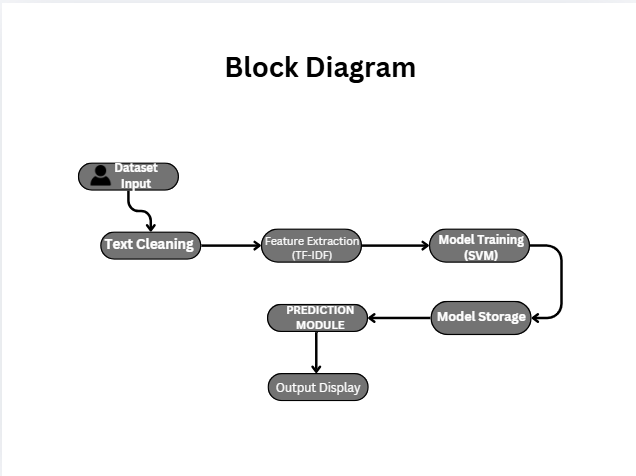 Block Diagram
Dataset
Input
Text Cleaning
Feature Extraction
(TF-IDF)
Model Training
(SVM)
PREDICTION
MODULE
Model Storage
Output Display